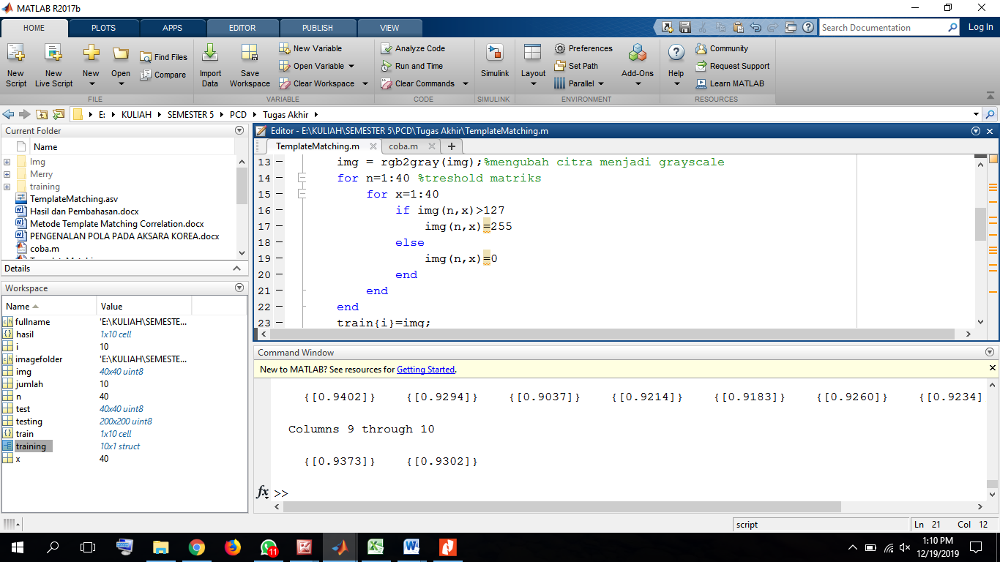 MATLAB R2017b
HOME PLOTS APPS EDITOR PUBLISH VIEW Search Documentation Log In
New Script New Live Script New Open Find Files Compare Import Data Save Workspace New Variable Open Variable Clear Workspace Analyze Code Run and Time Clear Commands Simulink Layout Preferences Set Path Parallel Add-Ons Help Community Request Support Learn MATLAB
FILE VARIABLE CODE SIMULINK ENVIRONMENT RESOURCES
E: KULIAH SEMESTER 5 PCD Tugas Akhir
Current Folder
Name
Img
Merry
training
TemplateMatching.asv
Hasil dan Pembahasan.docx
Metode Template Matching Correlation.docx
PENGENALAN POLA PADA AKSARA KOREA.docx
coba.m
Details
Workspace
Name Value
fullname 'E:\KULIAH\SEMESTE...
hasil 1x10 cell
i 10
imagefolder 'E:\KULIAH\SEMESTE...
img 40x40 uint8
jumlah 10
n 40
test 40x40 uint8
testing 200x200 uint8
train 1x10 cell
training 10x1 struct
x 40
Editor - E:\KULIAH\SEMESTER 5\PCD\Tugas Akhir\TemplateMatching.m
TemplateMatching.m coba.m
13 img = rgb2gray(img);%mengubah citra menjadi grayscale
14 for n=1:40 %treshold matriks
15 for x=1:40
16 if img(n,x)>127
17 img(n,x)=255
18 else
19 img(n,x)=0
20 end
21 end
22 end
23 train{i}=img;
Command Window
New to MATLAB? See resources for Getting Started.
{[0.9402]} {[0.9294]} {[0.9037]} {[0.9214]} {[0.9183]} {[0.9260]} {[0.9234]
Columns 9 through 10
{[0.9373]} {[0.9302]}
fx >>
script Ln 21 Col 12
11
1:10 PM
12/19/2019